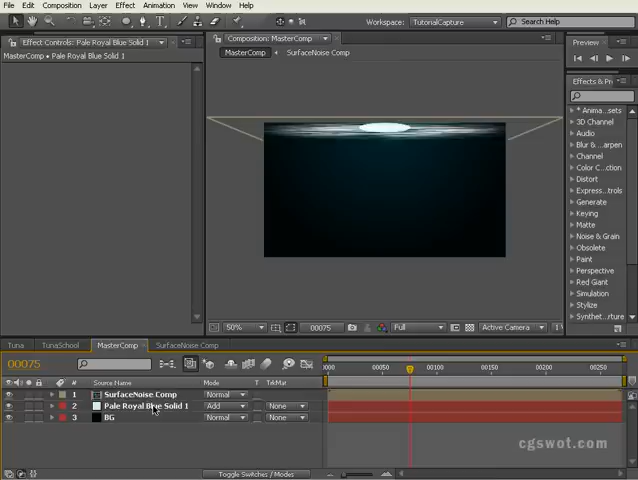 File Edit Composition Layer Effect Animation View Window Help
Workspace: TutorialCapture Search Help
Effect Controls: Pale Royal Blue Solid 1
Composition: MasterComp
Preview
MasterComp • Pale Royal Blue Solid 1
MasterComp SurfaceNoise Comp
Effects & Pr
* Anima...sets
3D Channel
Audio
Blur & ...arpen
Channel
Color C...ection
Distort
Express...trols
Generate
Keying
Matte
Noise & Grain
Obsolete
Paint
Perspective
Red Giant
Simulation
Stylize
Synthet...rture
50% 00075 Full Active Camera 1
Tuna TunaSchool MasterComp SurfaceNoise Comp
00075
0000 00050 00100 00150 00200 00250
# Source Name Mode T TrkMat
1 SurfaceNoise Comp Normal
2 Pale Royal Blue Solid 1 Add None
3 BG Normal None
cgswot.com
Toggle Switches / Modes